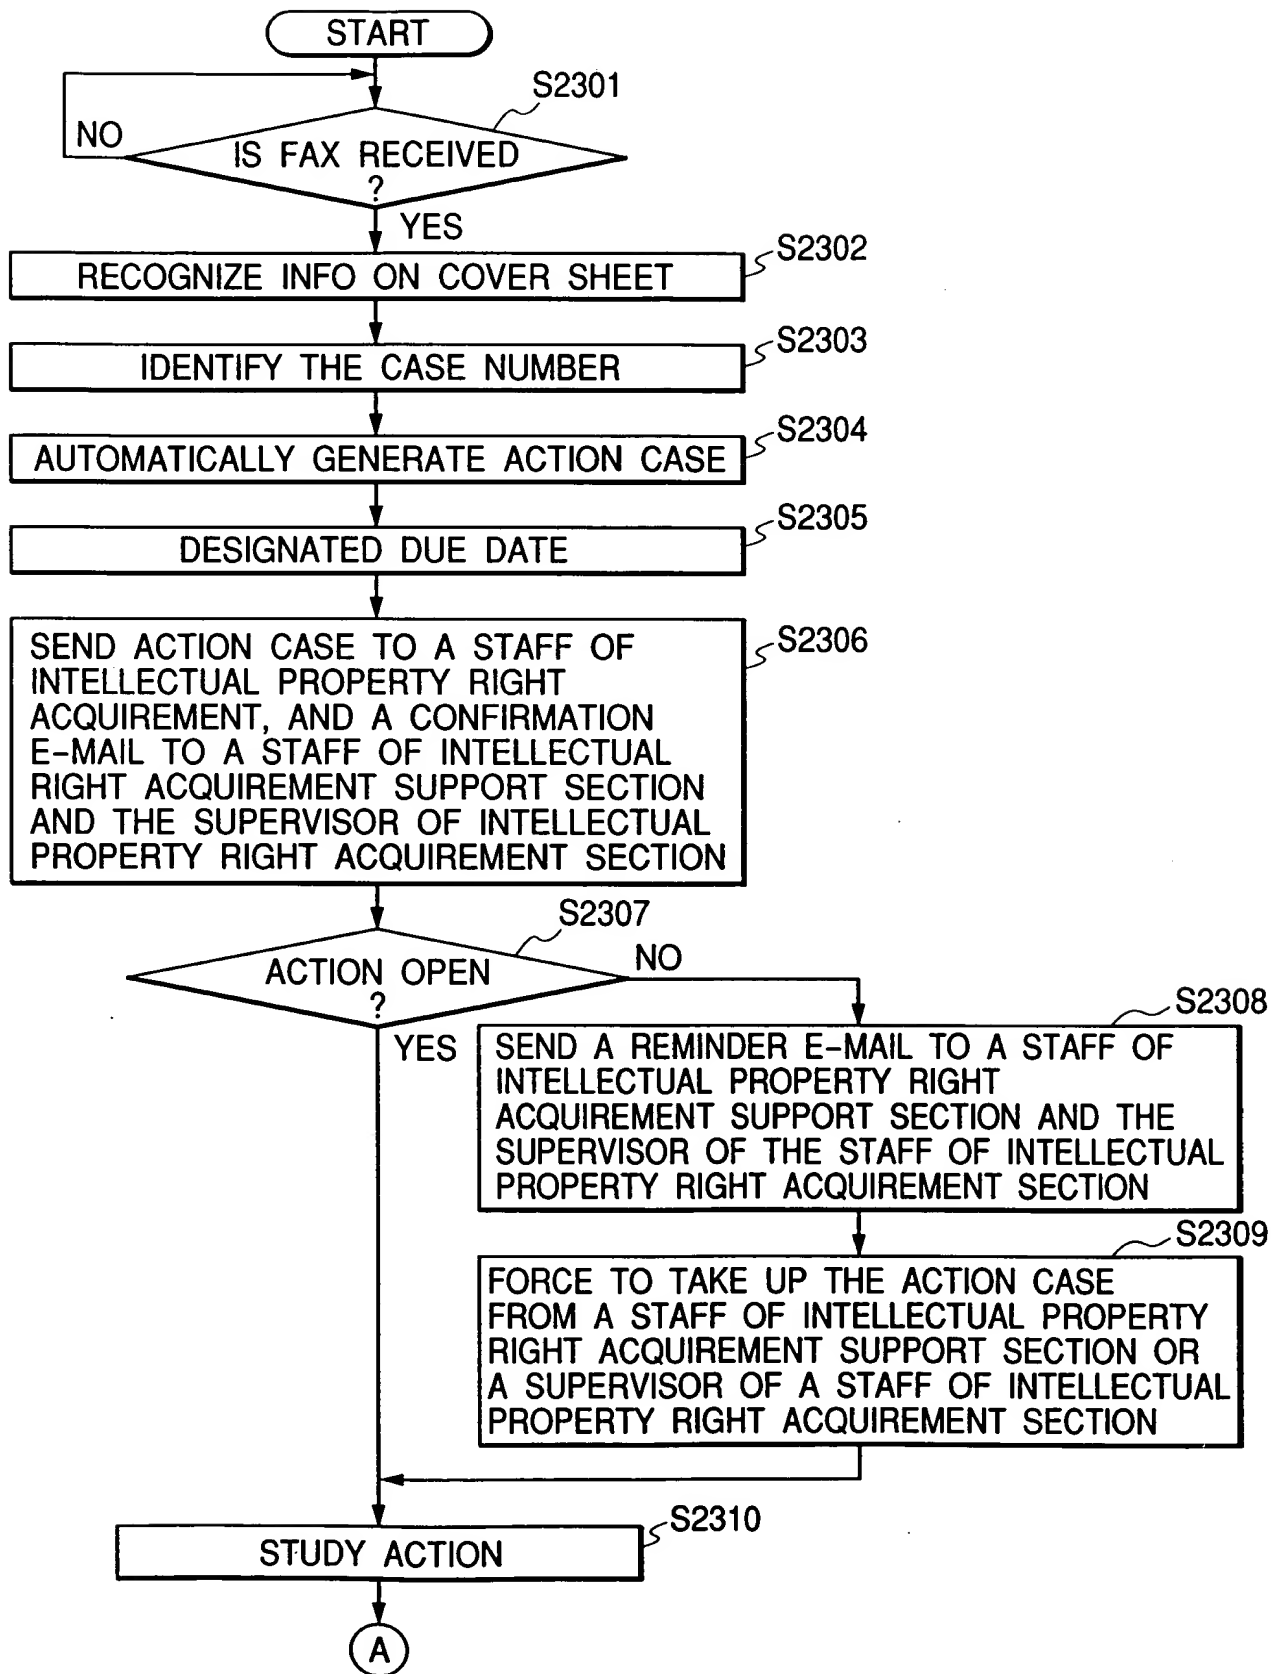 START
S2301
NO
IS FAX RECEIVED
?
YES
S2302
RECOGNIZE INFO ON COVER SHEET
S2303
IDENTIFY THE CASE NUMBER
S2304
AUTOMATICALLY GENERATE ACTION CASE
S2305
DESIGNATED DUE DATE
S2306
SEND ACTION CASE TO A STAFF OF
INTELLECTUAL PROPERTY RIGHT
ACQUIREMENT, AND A CONFIRMATION
E-MAIL TO A STAFF OF INTELLECTUAL
RIGHT ACQUIREMENT SUPPORT SECTION
AND THE SUPERVISOR OF INTELLECTUAL
PROPERTY RIGHT ACQUIREMENT SECTION
S2307
ACTION OPEN
?
NO
YES
S2308
SEND A REMINDER E-MAIL TO A STAFF OF
INTELLECTUAL PROPERTY RIGHT
ACQUIREMENT SUPPORT SECTION AND THE
SUPERVISOR OF THE STAFF OF INTELLECTUAL
PROPERTY RIGHT ACQUIREMENT SECTION
S2309
FORCE TO TAKE UP THE ACTION CASE
FROM A STAFF OF INTELLECTUAL PROPERTY
RIGHT ACQUIREMENT SUPPORT SECTION OR
A SUPERVISOR OF A STAFF OF INTELLECTUAL
PROPERTY RIGHT ACQUIREMENT SECTION
S2310
STUDY ACTION
A